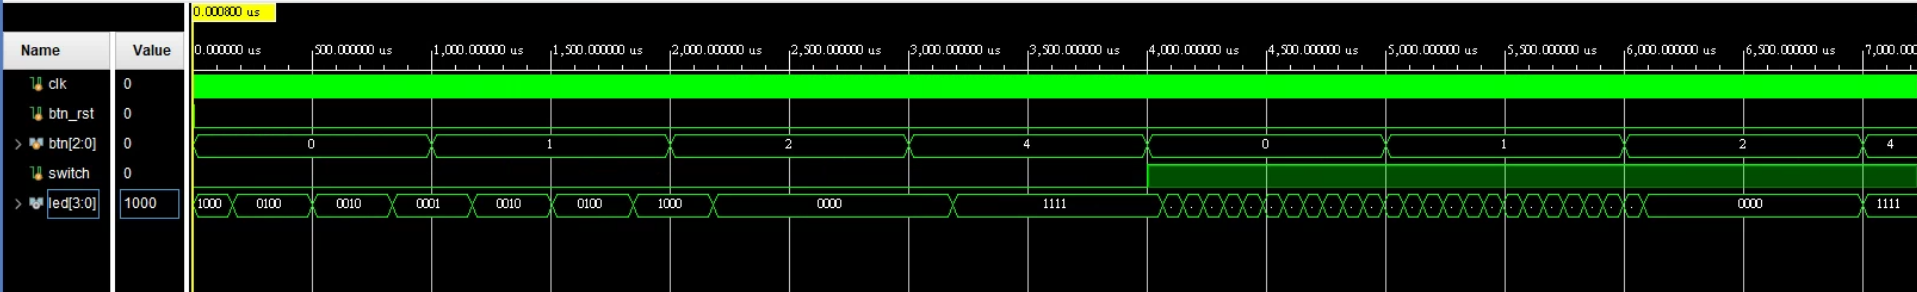 0.000800 us
Name Value 0.000000 us 500.000000 us 1,000.000000 us 1,500.000000 us 2,000.000000 us 2,500.000000 us 3,000.000000 us 3,500.000000 us 4,000.000000 us 4,500.000000 us 5,000.000000 us 5,500.000000 us 6,000.000000 us 6,500.000000 us 7,000.000
clk 0
btn_rst 0
btn[2:0] 0 0 1 2 4 0 1 2 4
switch 0
led[3:0] 1000 1000 0100 0010 0001 0010 0100 1000 0000 1111 0000 1111